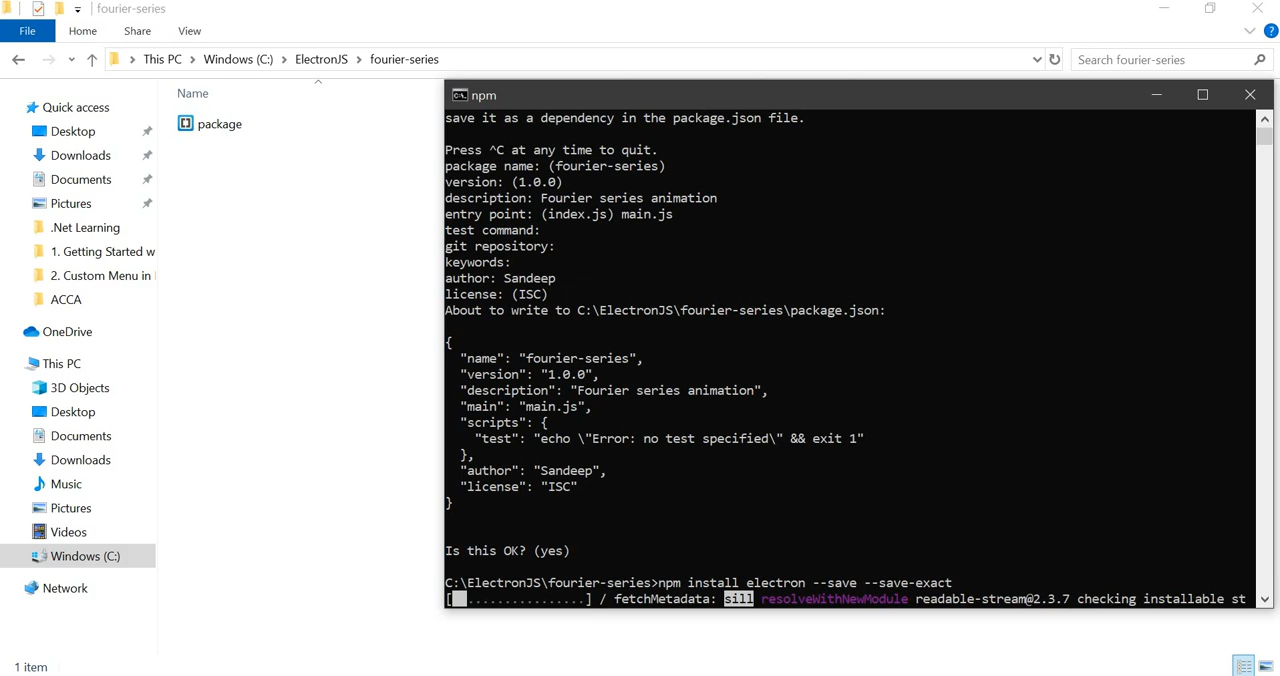 fourier-series
File Home Share View
This PC Windows (C:) ElectronJS fourier-series
Search fourier-series
Quick access
Desktop
Downloads
Documents
Pictures
.Net Learning
1. Getting Started w
2. Custom Menu in
ACCA
OneDrive
This PC
3D Objects
Desktop
Documents
Downloads
Music
Pictures
Videos
Windows (C:)
Network
1 item
Name
package
npm
save it as a dependency in the package.json file.
Press ^C at any time to quit.
package name: (fourier-series)
version: (1.0.0)
description: Fourier series animation
entry point: (index.js) main.js
test command:
git repository:
keywords:
author: Sandeep
license: (ISC)
About to write to C:\ElectronJS\fourier-series\package.json:
{
  "name": "fourier-series",
  "version": "1.0.0",
  "description": "Fourier series animation",
  "main": "main.js",
  "scripts": {
    "test": "echo \"Error: no test specified\" && exit 1"
  },
  "author": "Sandeep",
  "license": "ISC"
}
Is this OK? (yes)
C:\ElectronJS\fourier-series>npm install electron --save --save-exact
[ ................] / fetchMetadata: sill resolveWithNewModule readable-stream@2.3.7 checking installable st